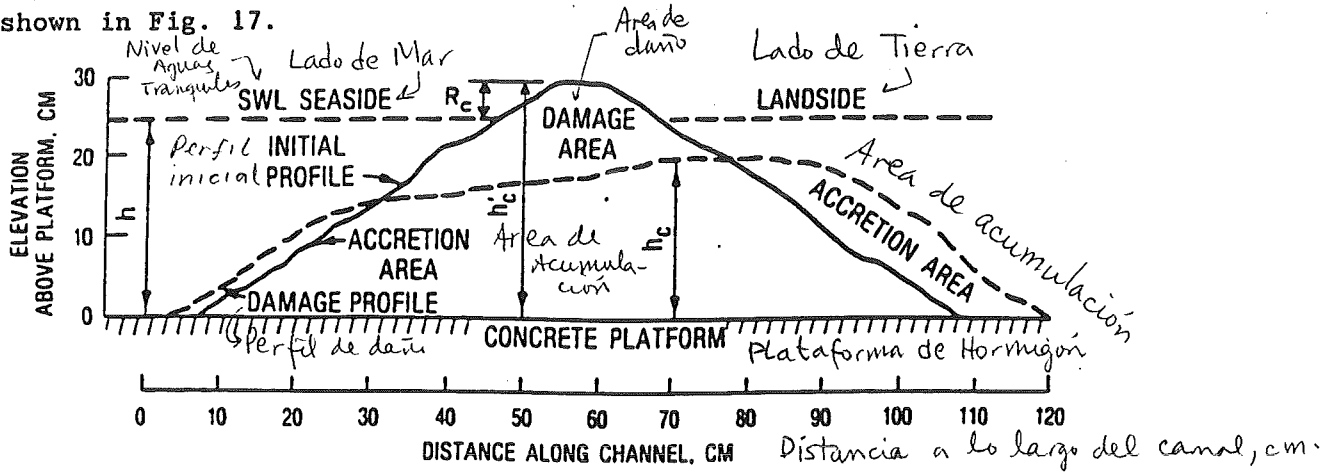 shown in Fig. 17.
Area de
daño
Nivel de
Aguas
Tranquilas
Lado de Mar
Lado de Tierra
30
SWL SEASIDE
Rc
LANDSIDE
DAMAGE
AREA
Perfil
inicial
INITIAL
PROFILE
20
ELEVATION
ABOVE PLATFORM, CM
h
h'c
hc
Area de acumulación
ACCRETION AREA
10
ACCRETION
AREA
Area de
Acumula-
ción
DAMAGE PROFILE
0
Perfil de daño
CONCRETE PLATFORM
Plataforma de Hormigón
0 10 20 30 40 50 60 70 80 90 100 110 120
DISTANCE ALONG CHANNEL, CM
Distancia a lo largo del canal, cm.